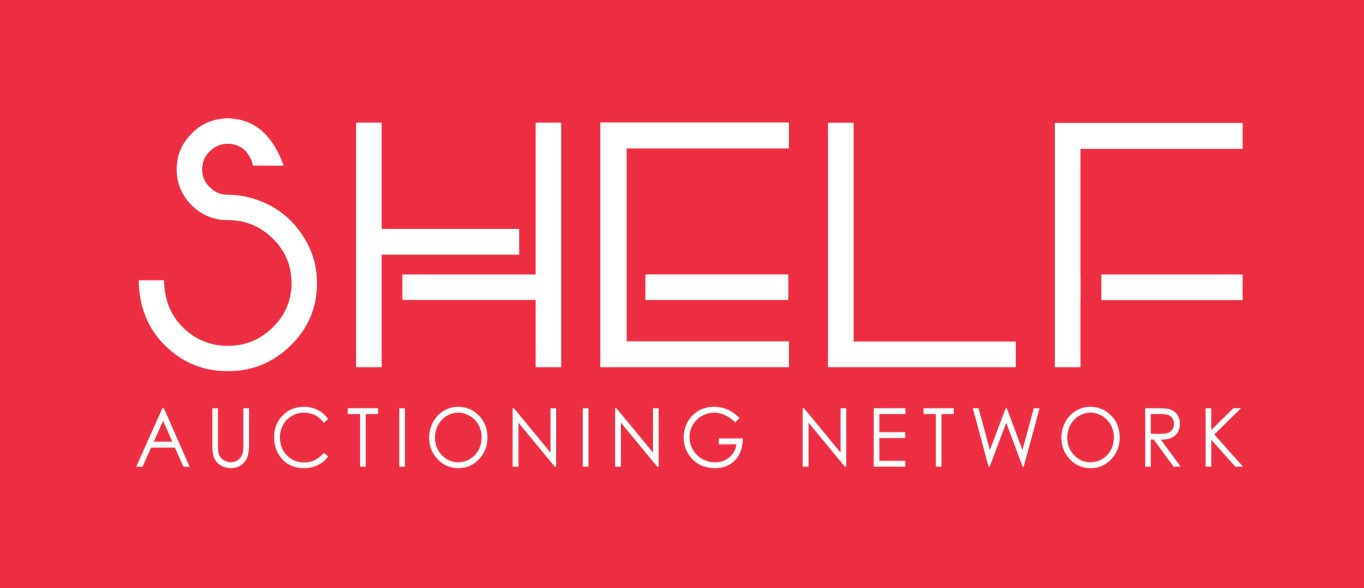 SHELF
AUCTIONING NETWORK